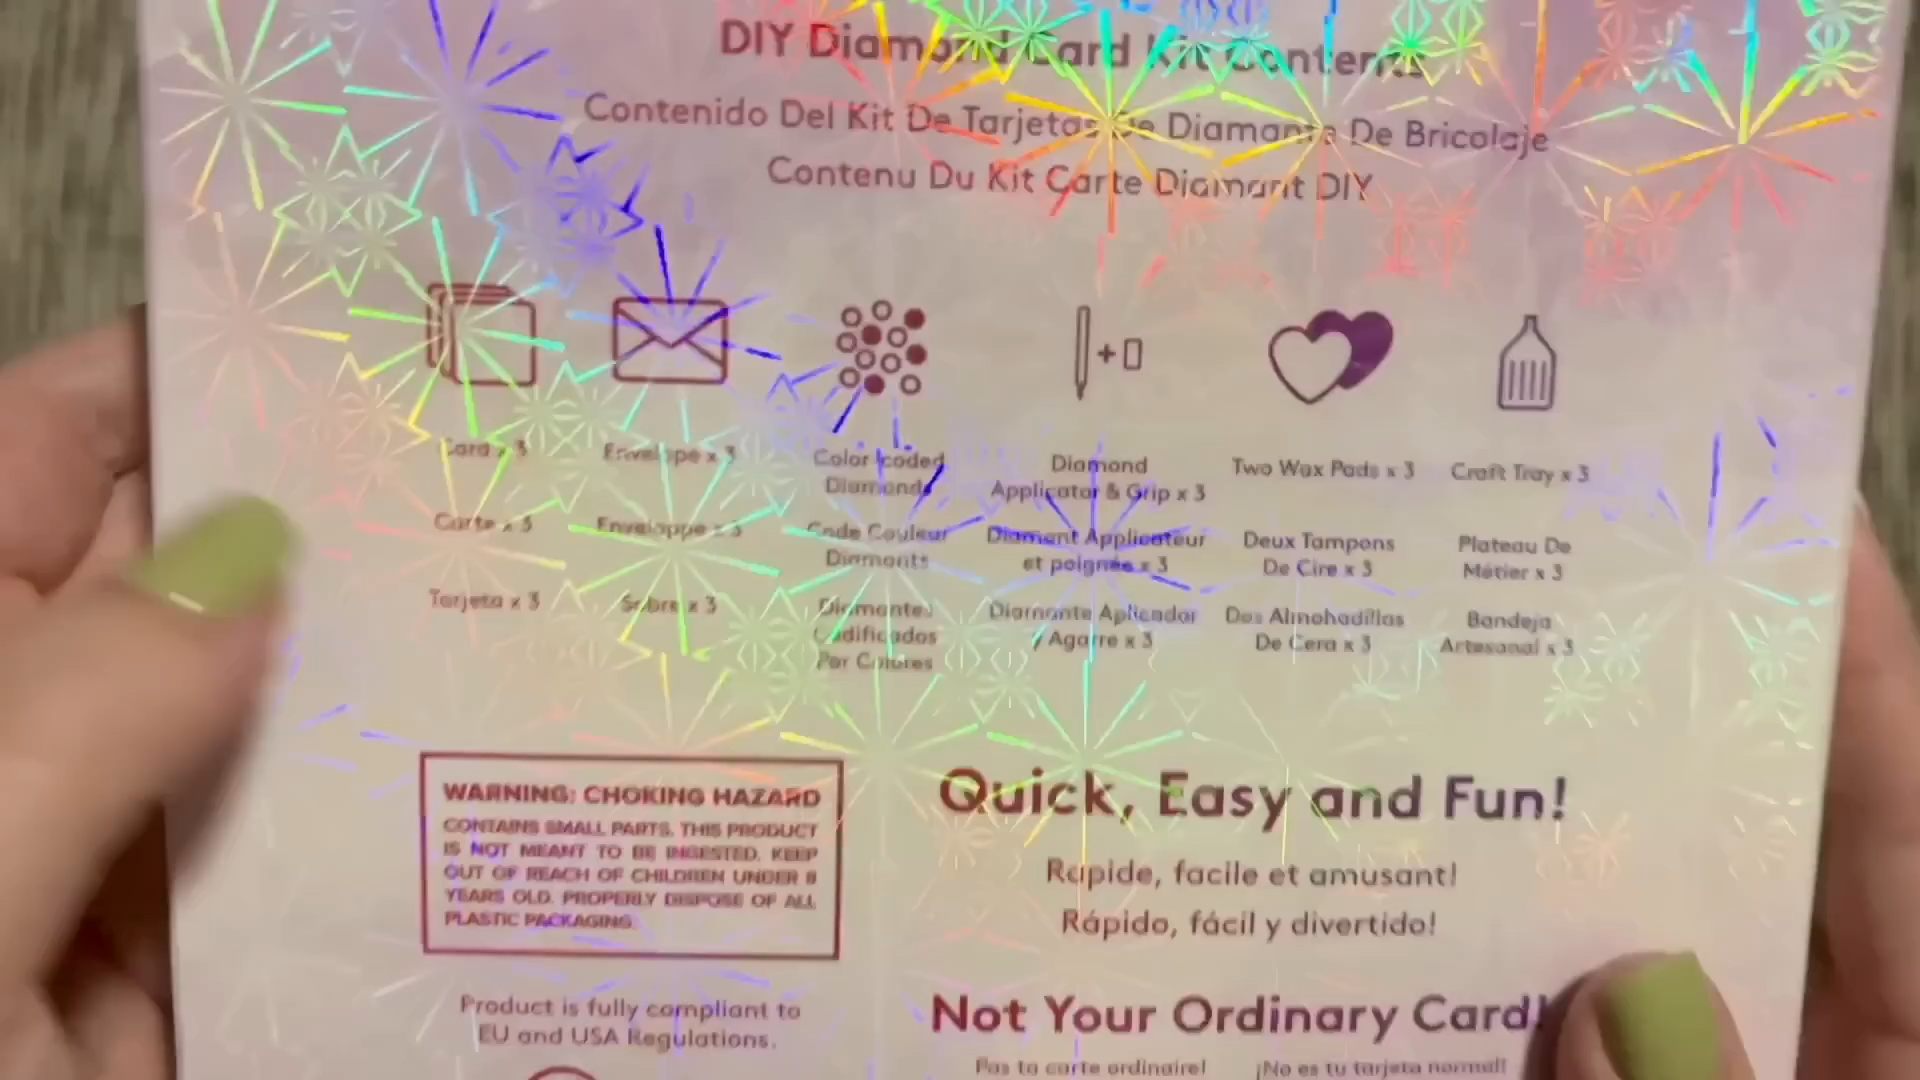 DIY Diamond Card Kit Contents
Contenido Del Kit De Tarjetas De Diamante De Bricolaje
Contenu Du Kit Carte Diamant DIY
Card x 3
Envelope x 3
Color coded
Diamonds
Diamond
Applicator & Grip x 3
Two Wax Pads x 3
Craft Tray x 3
Carte x 3
Enveloppe x 3
Code Couleur
Diamants
Diamant Applicateur
et poignée x 3
Deux Tampons
De Cire x 3
Plateau De
Métier x 3
Tarjeta x 3
Sobre x 3
Diamantes
Codificados
Por Colores
Diamante Aplicador
y Agarre x 3
Dos Almohadillas
De Cera x 3
Bandeja
Artesanal x 3
WARNING: CHOKING HAZARD
CONTAINS SMALL PARTS. THIS PRODUCT
IS NOT MEANT TO BE INGESTED. KEEP
OUT OF REACH OF CHILDREN UNDER 8
YEARS OLD. PROPERLY DISPOSE OF ALL
PLASTIC PACKAGING.
Product is fully compliant to
EU and USA Regulations.
Quick, Easy and Fun!
Rapide, facile et amusant!
Rápido, fácil y divertido!
Not Your Ordinary Card!
Pas ta carte ordinaire!
¡No es tu tarjeta normal!